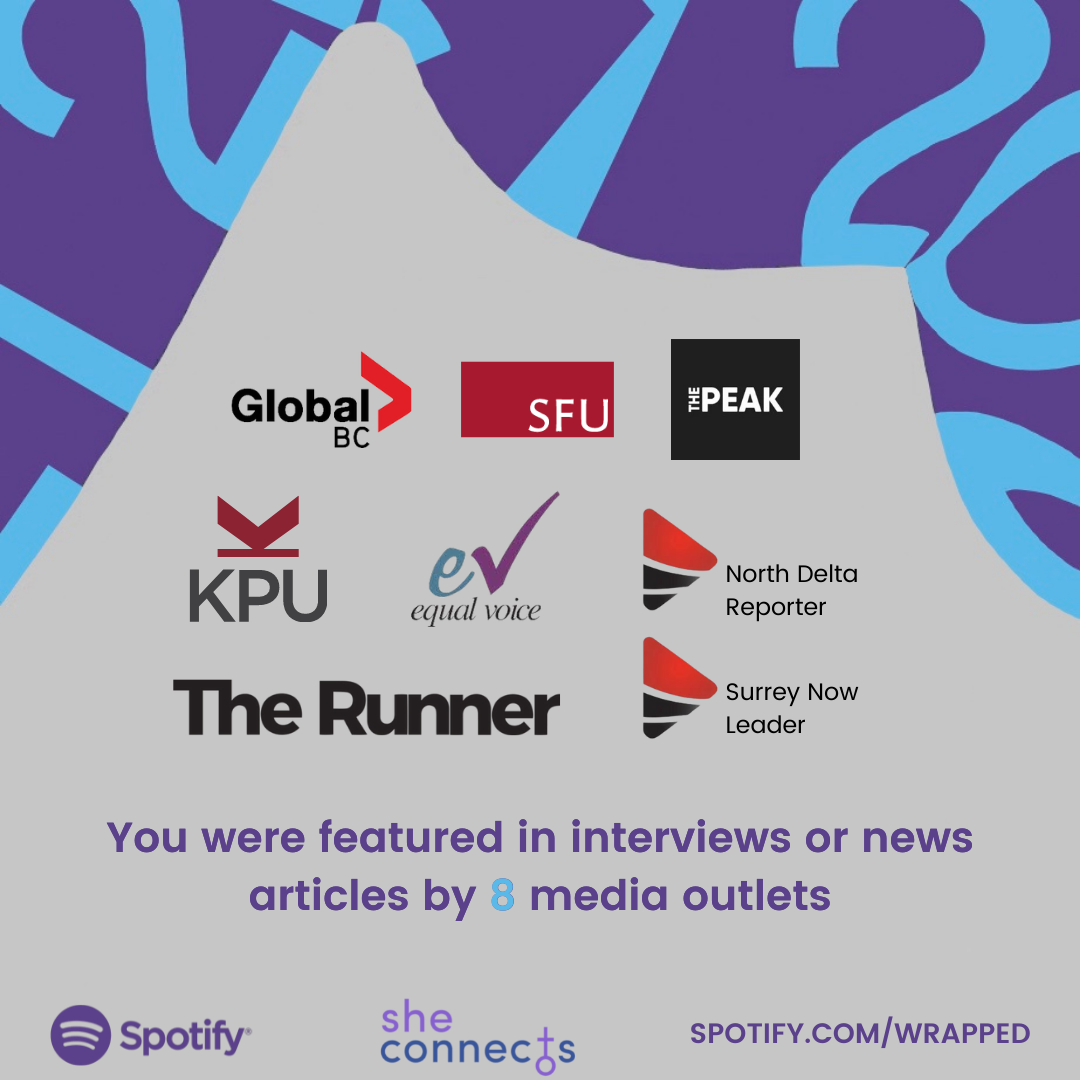 Global
BC
SFU
THE PEAK
KPU
ev
equal voice
North Delta
Reporter
The Runner
Surrey Now
Leader
You were featured in interviews or news
articles by 8 media outlets
Spotify®
she
connects
SPOTIFY.COM/WRAPPED